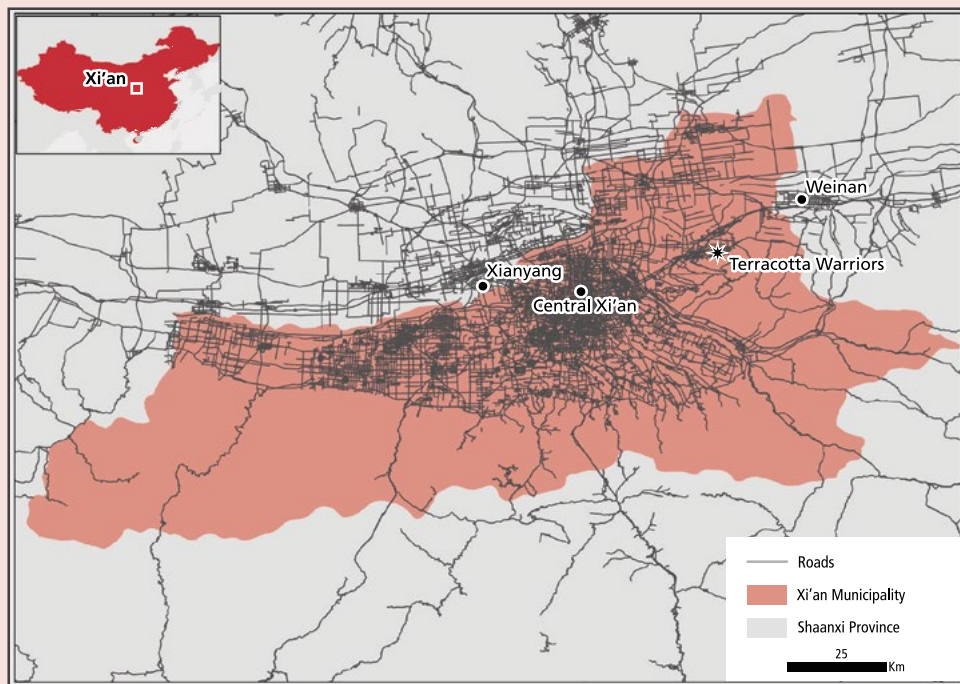 Xi'an
Weinan
Terracotta Warriors
Xianyang
Central Xi'an
Roads
Xi'an Municipality
Shaanxi Province
25
Km